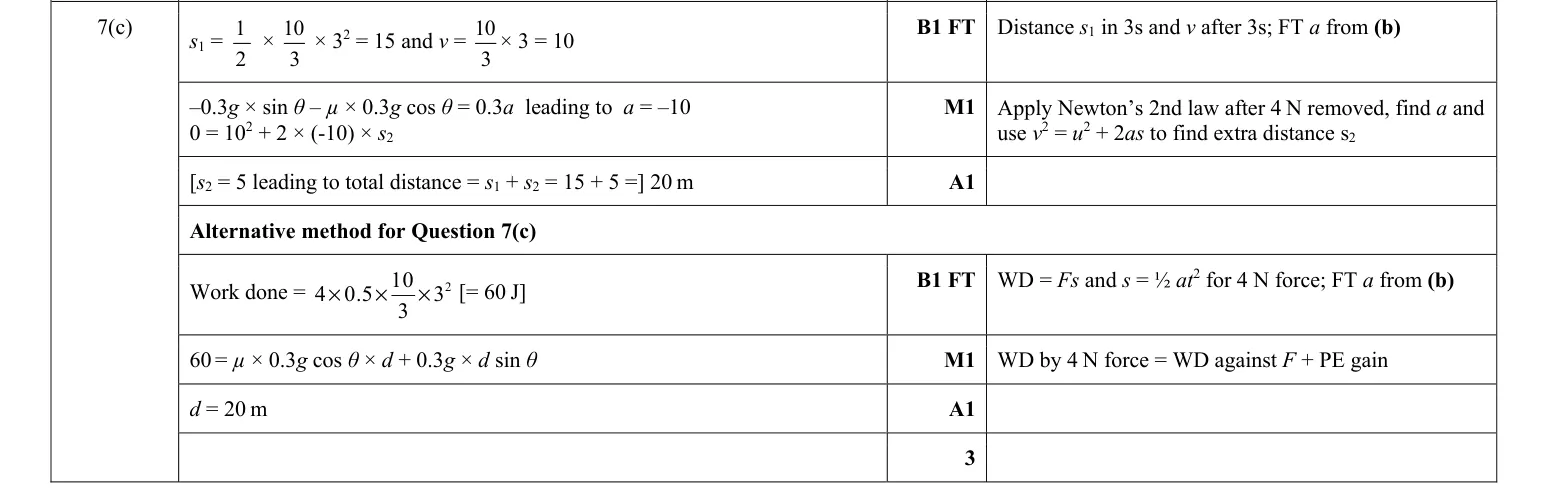 7(c)
s₁ = 1/2 × 10/3 × 3² = 15 and v = 10/3 × 3 = 10
B1 FT
Distance s₁ in 3s and v after 3s; FT a from (b)
–0.3g × sin θ – μ × 0.3g cos θ = 0.3a leading to a = –10
0 = 10² + 2 × (-10) × s₂
M1
Apply Newton’s 2nd law after 4 N removed, find a and
use v² = u² + 2as to find extra distance s₂
[s₂ = 5 leading to total distance = s₁ + s₂ = 15 + 5 =] 20 m
A1
Alternative method for Question 7(c)
Work done = 4×0.5×10/3×3² [= 60 J]
B1 FT
WD = Fs and s = ½ at² for 4 N force; FT a from (b)
60 = μ × 0.3g cos θ × d + 0.3g × d sin θ
M1
WD by 4 N force = WD against F + PE gain
d = 20 m
A1
3